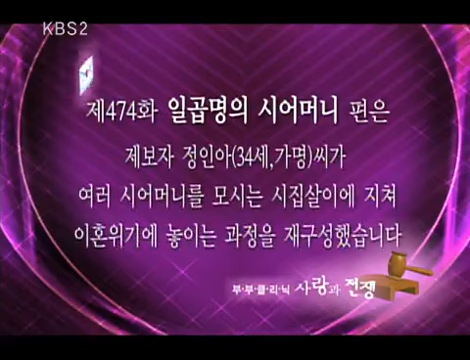 KBS2
제474화 일곱명의 시어머니 편은
제보자 정인아(34세,가명)씨가
여러 시어머니를 모시는 시집살이에 지쳐
이혼위기에 놓이는 과정을 재구성했습니다
부·부·클·리·닉 사랑과 전쟁